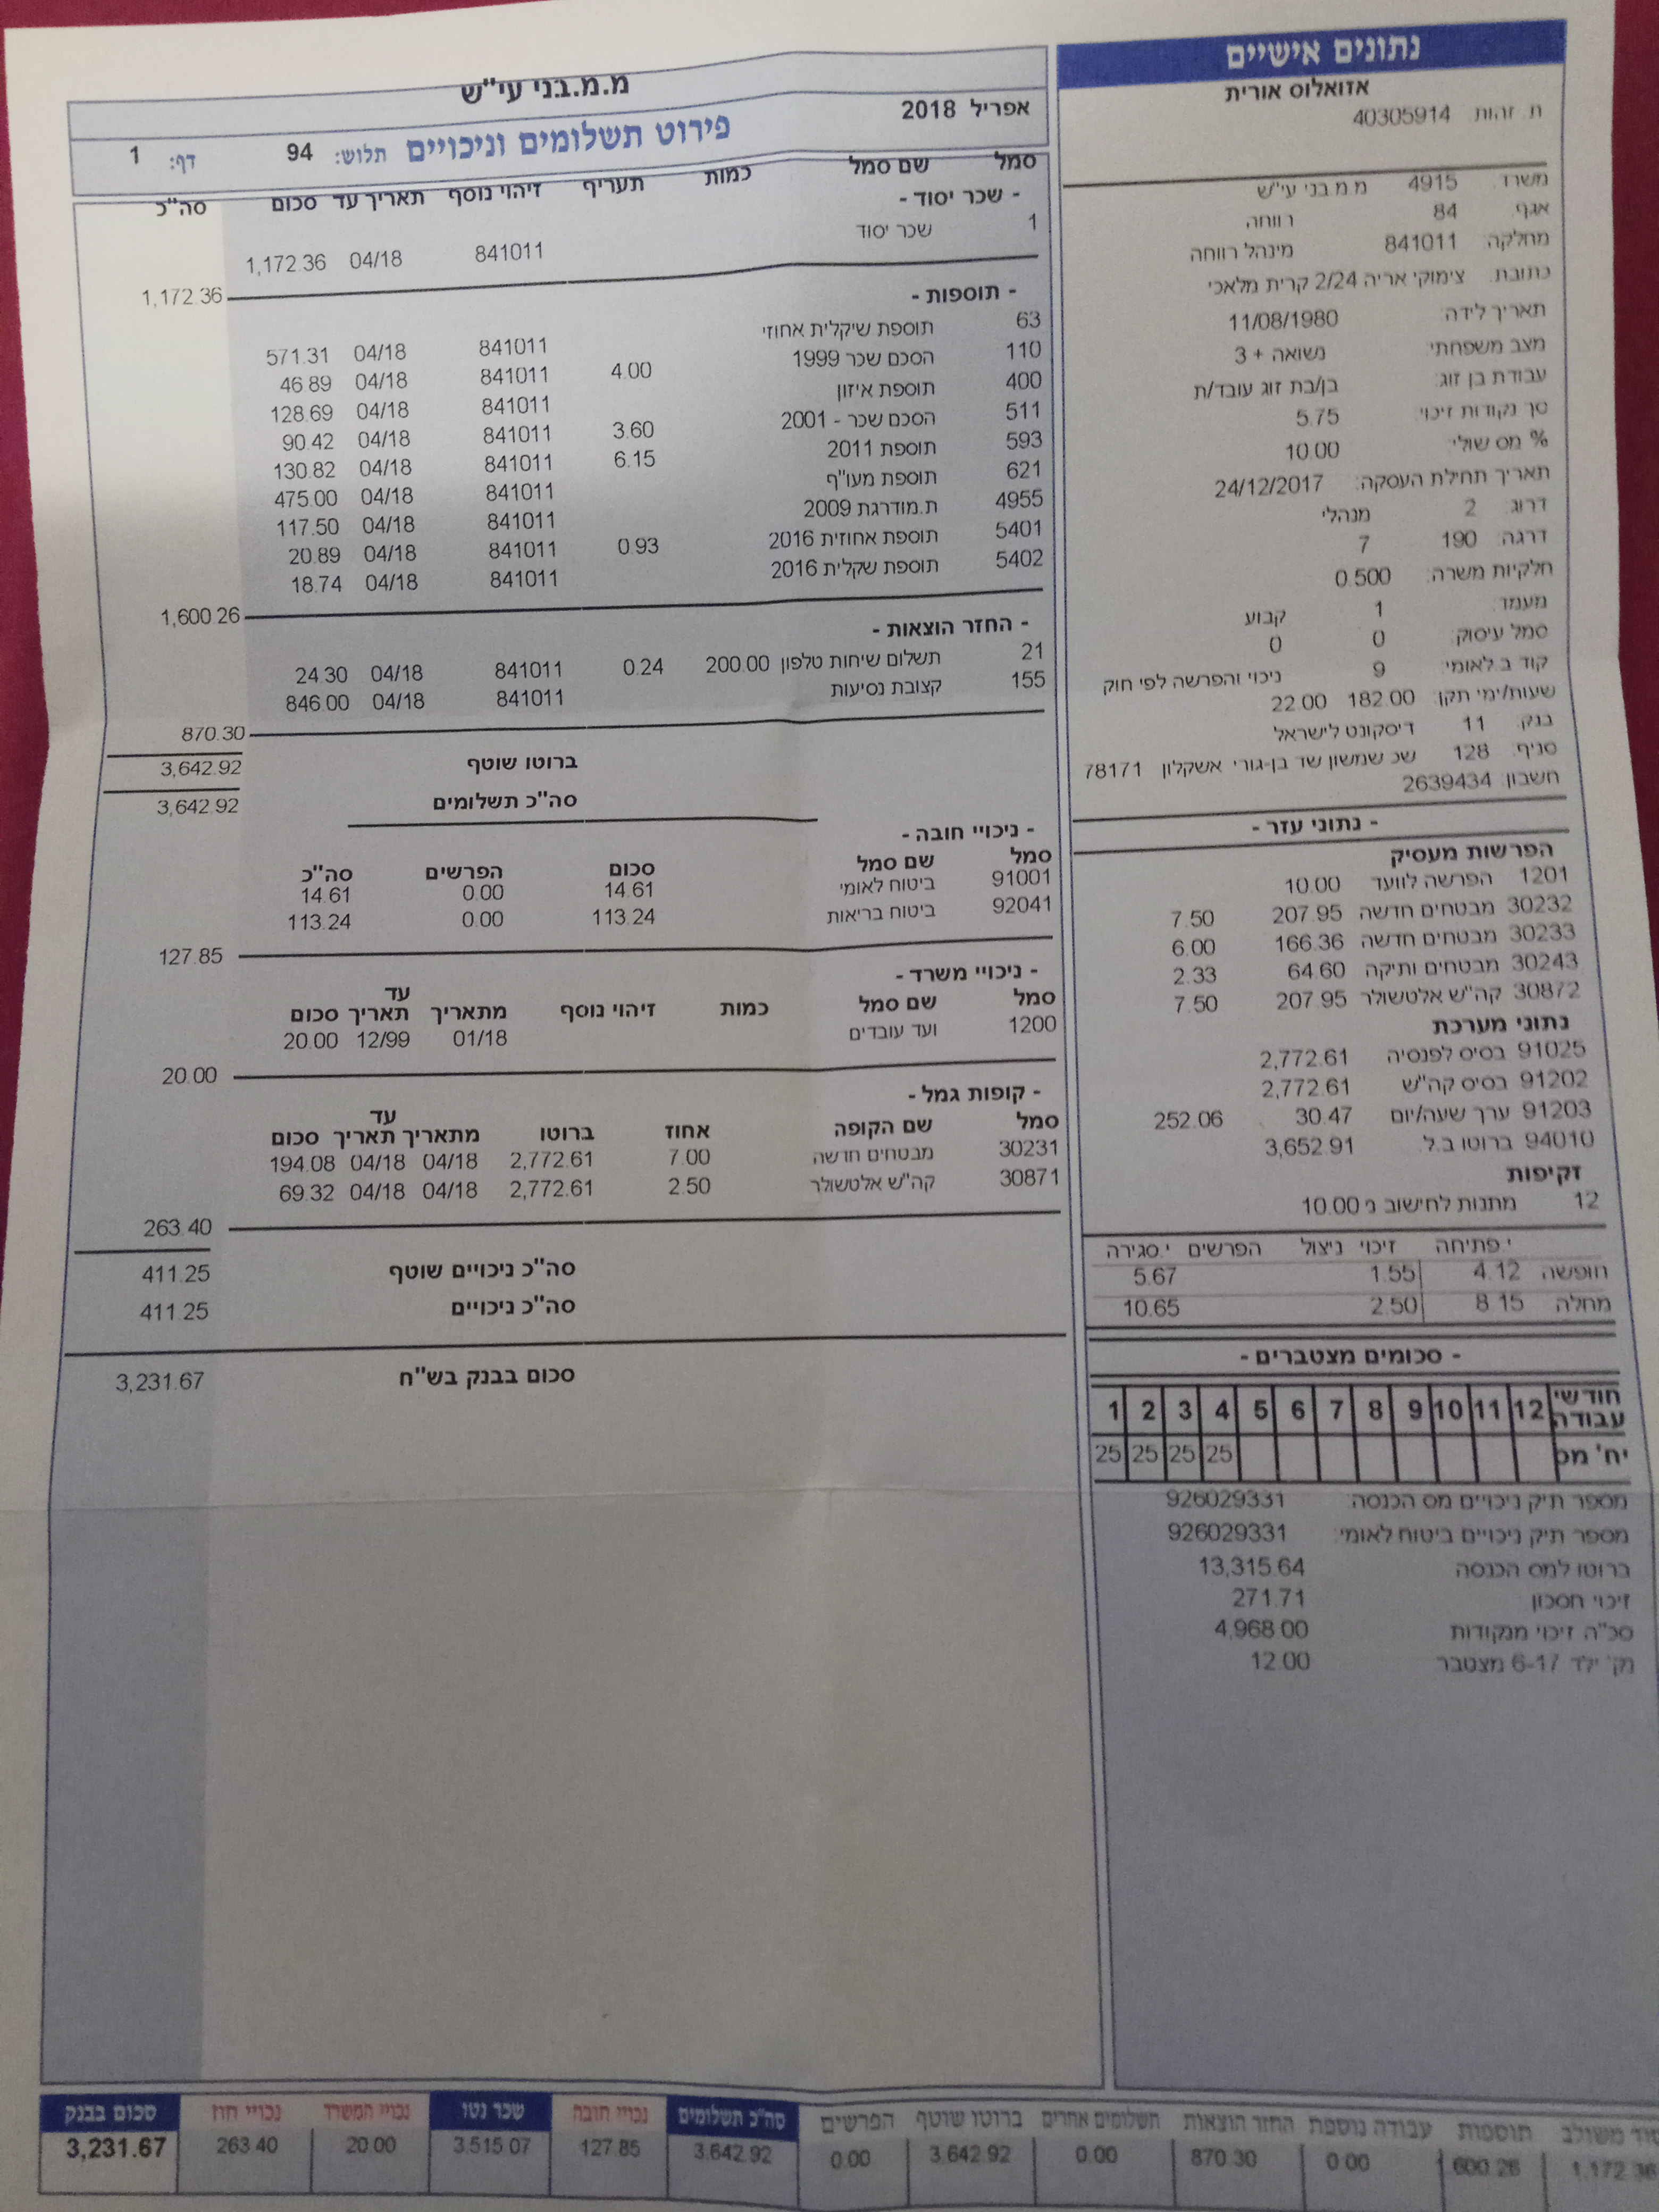 נתונים אישיים
אזואלוס אורית
ת. זהות 40305914
משרד: 4915 מ.מ.בני עי"ש
אגף: 84 רווחה
מחלקה: 841011 מינהל רווחה
כתובת: צימוקי אריה 2/24 קרית מלאכי
תאריך לידה: 11/08/1980
מצב משפחתי: נשואה + 3
עבודת בן זוג: בן/בת זוג עובד/ת
סך נקודות זיכוי: 5.75
% מס שולי: 10.00
תאריך תחילת העסקה: 24/12/2017
דרוג: 2 מנהלי
דרגה: 190 7
חלקיות משרה: 0.500
מעמד: 1 קבוע
סמל עיסוק: 0 0
קוד ב.לאומי: 9 ניכוי והפרשה לפי חוק
שעות/ימי תקן: 182.00 22.00
בנק: 11 דיסקונט לישראל
סניף: 128 שכ שמשון שד בן-גורי אשקלון 78171
חשבון: 2639434
- נתוני עזר -
הפרשות מעסיק
1201 הפרשה לוועד 10.00
30232 מבטחים חדשה 207.95 7.50
30233 מבטחים חדשה 166.36 6.00
30243 מבטחים ותיקה 64.60 2.33
30872 קה"ש אלטשולר 207.95 7.50
נתוני מערכת
91025 בסיס לפנסיה 2,772.61
91202 בסיס קה"ש 2,772.61
91203 ערך שעה/יום 30.47 252.06
94010 ברוטו ב.ל. 3,652.91
זקיפות
12 מתנות לחישוב נ 10.00
י.פתיחה זיכוי ניצול הפרשים י.סגירה
חופשה 4.12 1.55 5.67
מחלה 8.15 2.50 10.65
- סכומים מצטברים -
חודשי עבודה 12 11 10 9 8 7 6 5 4 3 2 1
יח' מס 25 25 25 25
מספר תיק ניכויים מס הכנסה: 926029331
מספר תיק ניכויים ביטוח לאומי: 926029331
ברוטו למס הכנסה 13,315.64
זיכוי חסכון 271.71
סכ"ה זיכוי מנקודות 4,968.00
נק' ילד 6-17 מצטבר 12.00
מ.מ.בני עי"ש
אפריל 2018
פירוט תשלומים וניכויים תלוש: 94 דף: 1
סמל שם סמל כמות תעריף זיהוי נוסף תאריך עד סכום סה"כ
- שכר יסוד -
1 שכר יסוד 841011 04/18 1,172.36
1,172.36
- תוספות -
63 תוספת שיקלית אחוזי 841011 04/18 571.31
110 הסכם שכר 1999 4.00 841011 04/18 46.89
400 תוספת איזון 841011 04/18 128.69
511 הסכם שכר - 2001 3.60 841011 04/18 90.42
593 תוספת 2011 6.15 841011 04/18 130.82
621 תוספת מעו"ף 841011 04/18 475.00
4955 ת.מודרגת 2009 841011 04/18 117.50
5401 תוספת אחוזית 2016 0.93 841011 04/18 20.89
5402 תוספת שקלית 2016 841011 04/18 18.74
1,600.26
- החזר הוצאות -
21 תשלום שיחות טלפון 200.00 0.24 841011 04/18 24.30
155 קצובת נסיעות 841011 04/18 846.00
870.30
ברוטו שוטף 3,642.92
סה"כ תשלומים 3,642.92
- ניכויי חובה -
סמל שם סמל סכום הפרשים סה"כ
91001 ביטוח לאומי 14.61 0.00 14.61
92041 ביטוח בריאות 113.24 0.00 113.24
127.85
- ניכויי משרד -
סמל שם סמל כמות זיהוי נוסף מתאריך עד תאריך סכום
1200 ועד עובדים 01/18 12/99 20.00
20.00
- קופות גמל -
סמל שם הקופה אחוז ברוטו מתאריך עד תאריך סכום
30231 מבטחים חדשה 7.00 2,772.61 04/18 04/18 194.08
30871 קה"ש אלטשולר 2.50 2,772.61 04/18 04/18 69.32
263.40
סה"כ ניכויים שוטף 411.25
סה"כ ניכויים 411.25
סכום בבנק בש"ח 3,231.67
משולב תוספות עבודה נוספת החזר הוצאות תשלומים אחרים ברוטו שוטף הפרשים סה"כ תשלומים נכויי חובה שכר נטו נכויי המשרד נכויי חוז סכום בבנק
1,172.36 1,600.26 0.00 870.30 0.00 3,642.92 0.00 3,642.92 127.85 3,515.07 20.00 263.40 3,231.67